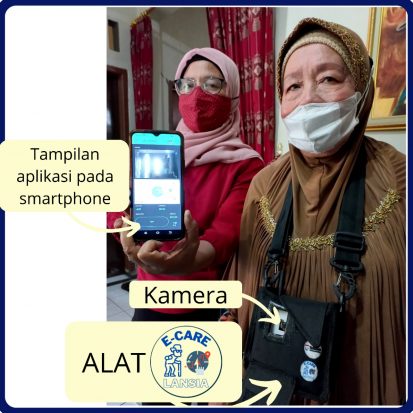 Tampilan
aplikasi pada
smartphone
Kamera
ALAT
E-CARE
LANSIA